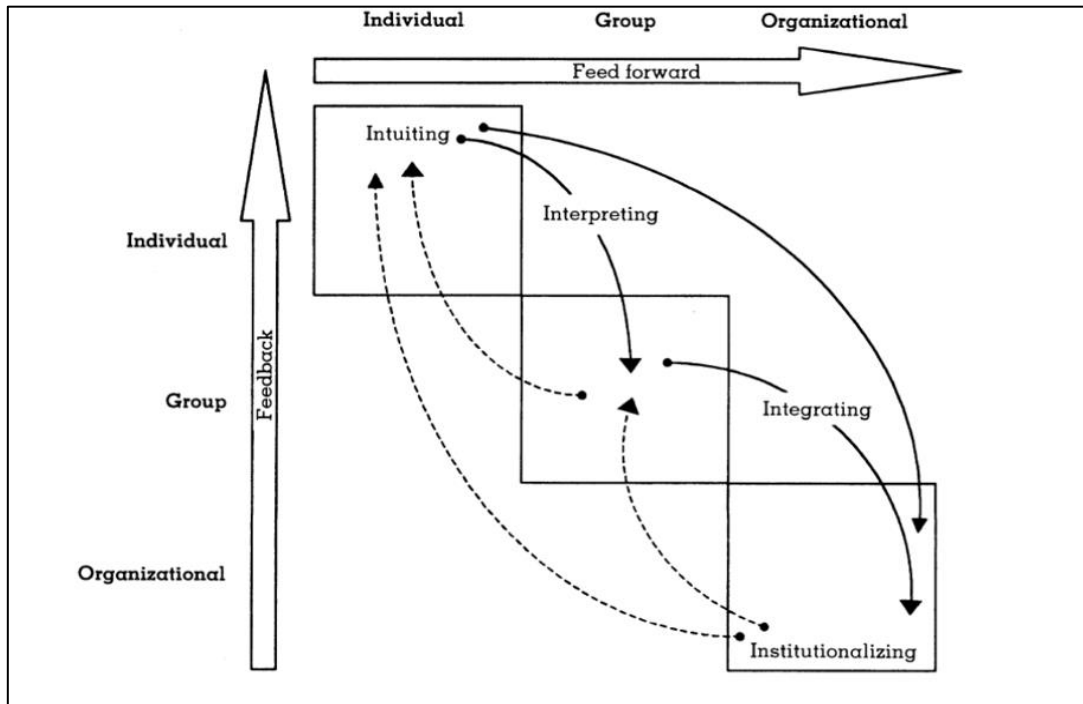 Individual Group Organizational
Feed forward
Intuiting
Interpreting
Individual
Feedback
Group
Integrating
Organizational
Institutionalizing